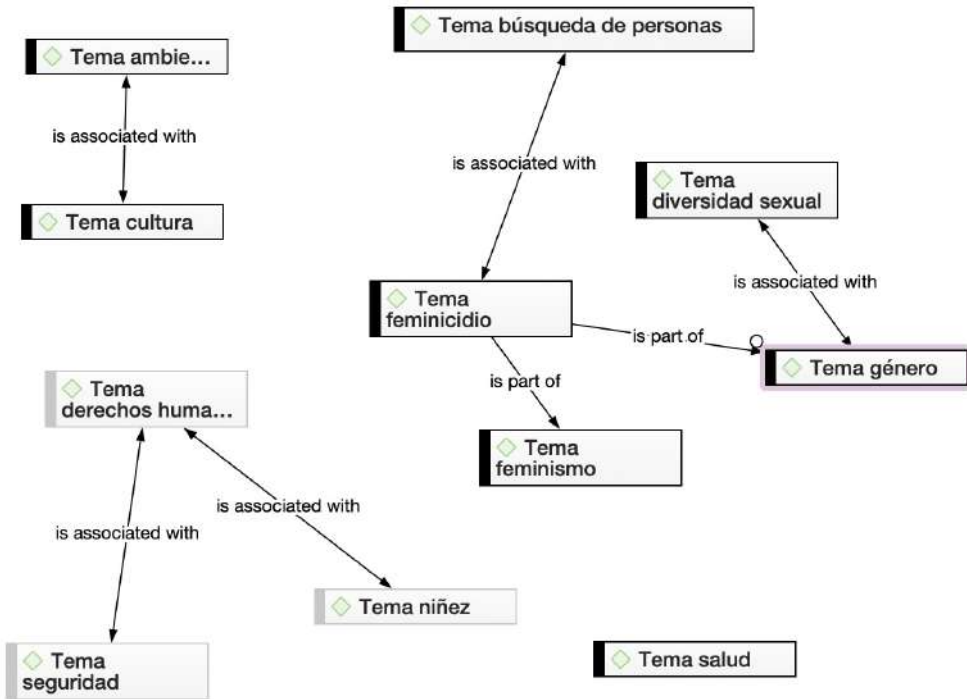 Tema búsqueda de personas
Tema ambie...
is associated with
is associated with
Tema
diversidad sexual
Tema cultura
is associated with
Tema
feminicidio
is part of
Tema género
is part of
Tema
derechos huma...
Tema
feminismo
is associated with
is associated with
Tema niñez
Tema
seguridad
Tema salud